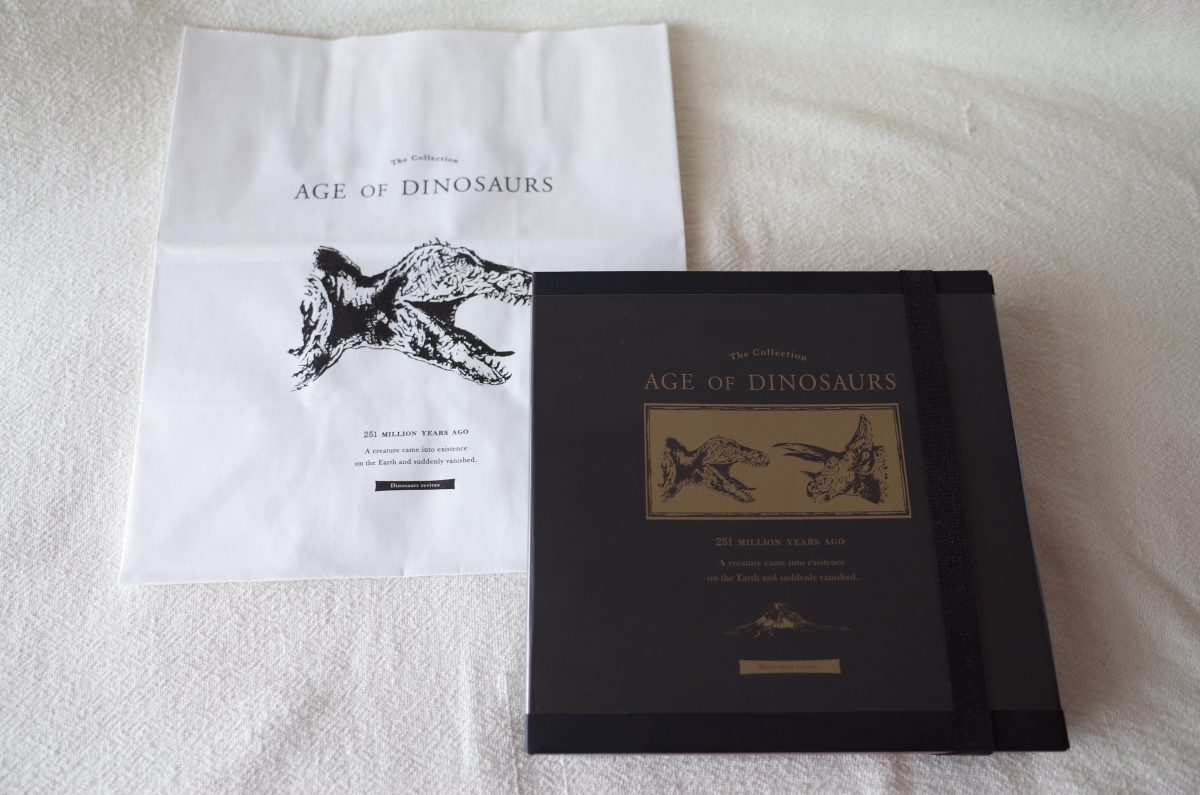 The Collection
AGE OF DINOSAURS
251 MILLION YEARS AGO
A creature came into existence
on the Earth and suddenly vanished.
Dinosaurs revives
The Collection
AGE OF DINOSAURS
251 MILLION YEARS AGO
A creature came into existence
on the Earth and suddenly vanished.
Dinosaurs revives